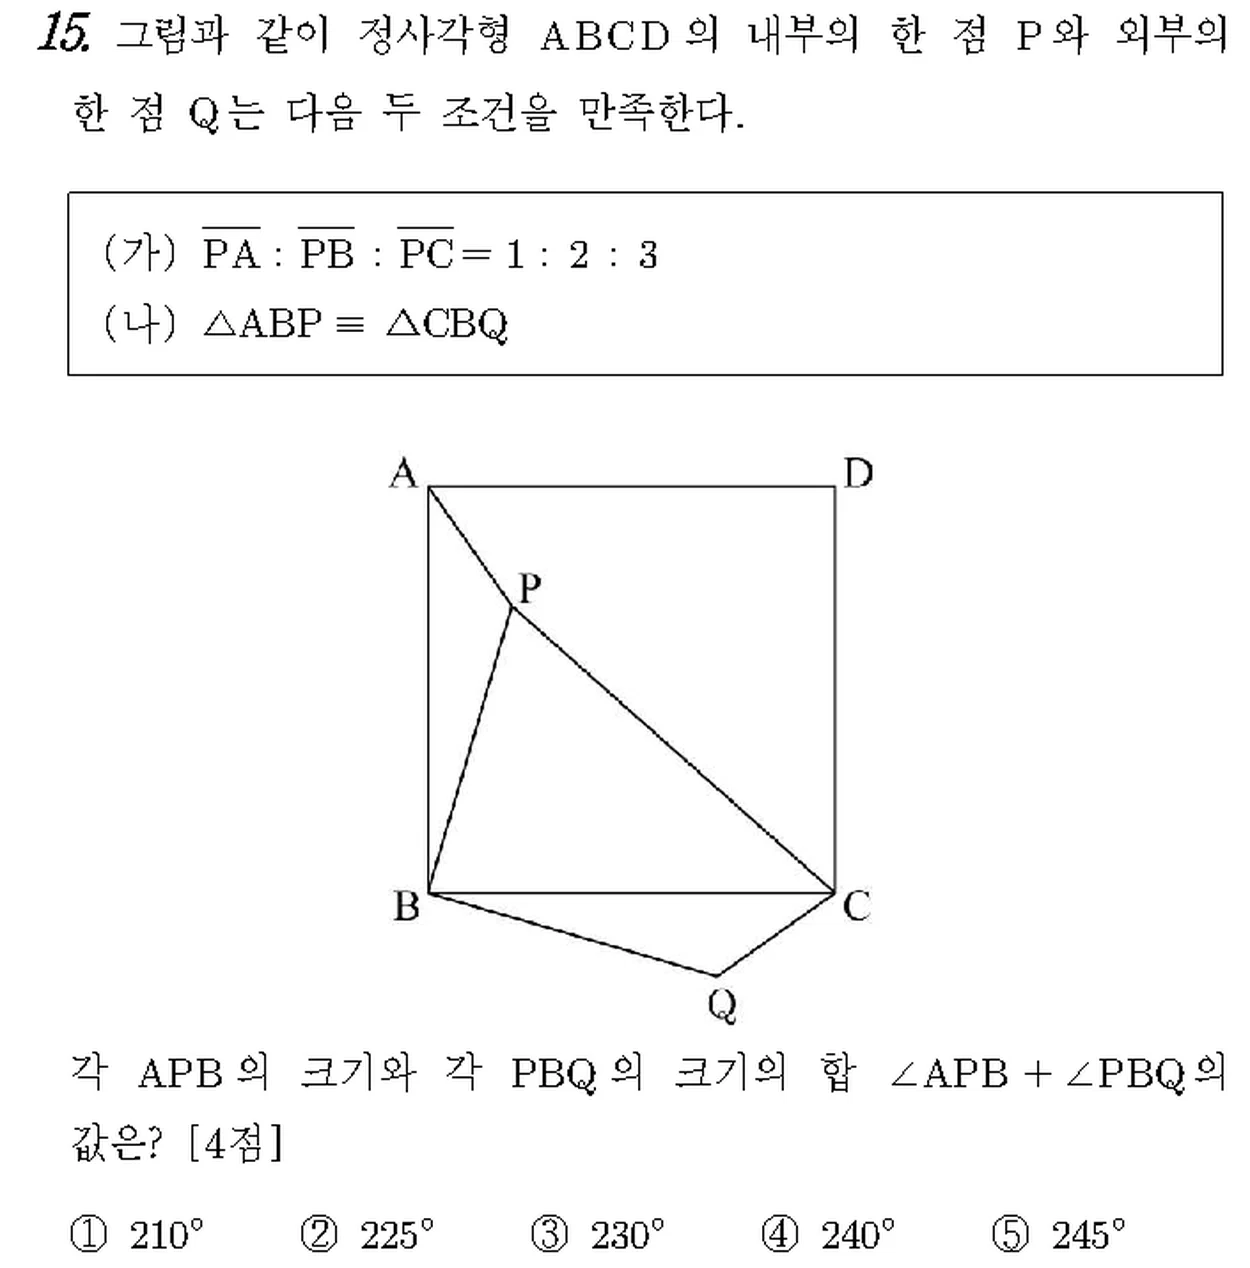 15. 그림과 같이 정사각형 ABCD의 내부의 한 점 P와 외부의
한 점 Q는 다음 두 조건을 만족한다.
(가) PA : PB : PC = 1 : 2 : 3
(나) △ABP ≡ △CBQ
A
D
P
B
C
Q
각 APB의 크기와 각 PBQ의 크기의 합 ∠APB + ∠PBQ의
값은? [4점]
① 210° ② 225° ③ 230° ④ 240° ⑤ 245°